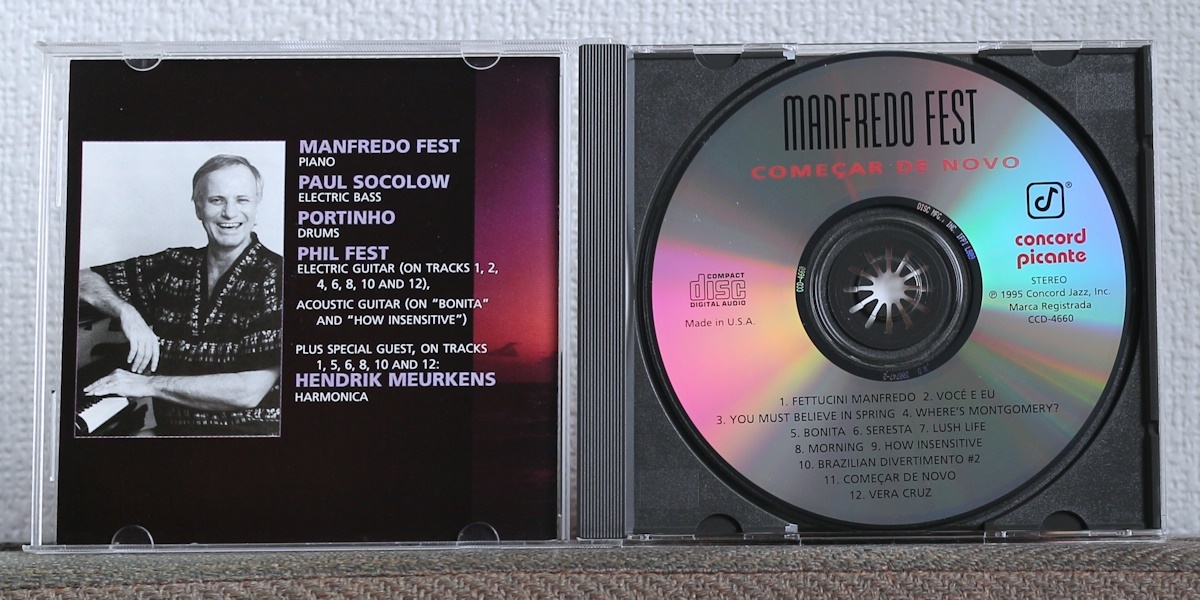 MANFREDO FEST
PIANO
PAUL SOCOLOW
ELECTRIC BASS
PORTINHO
DRUMS
PHIL FEST
ELECTRIC GUITAR (ON TRACKS 1, 2,
4, 6, 8, 10 AND 12),
ACOUSTIC GUITAR (ON "BONITA"
AND "HOW INSENSITIVE")
PLUS SPECIAL GUEST, ON TRACKS
1, 5, 6, 8, 10 AND 12:
HENDRIK MEURKENS
HARMONICA
MANFREDO FEST
COMEÇAR DE NOVO
concord
picante
STEREO
℗ 1995 Concord Jazz, Inc.
Marca Registrada
CCD-4660
COMPACT
disc
DIGITAL AUDIO
Made in U.S.A.
DISC MFG., INC.
CCD-4660
1. FETTUCINI MANFREDO 2. VOCÊ E EU
3. YOU MUST BELIEVE IN SPRING 4. WHERE'S MONTGOMERY?
5. BONITA 6. SERESTA 7. LUSH LIFE
8. MORNING 9. HOW INSENSITIVE
10. BRAZILIAN DIVERTIMENTO #2
11. COMEÇAR DE NOVO
12. VERA CRUZ